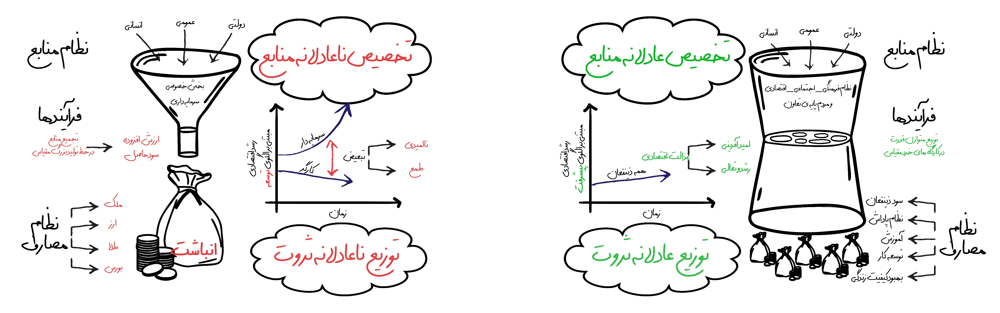 دولتی
عمومی
انسانی
نظام منابع
تخصیص عادلانه منابع
نظام فرهنگی_اجتماعی_اقتصادی
و مردم پایه‌ی تعاون
فرآیندها
توزیع متوازن قدرت
در کارگاه های خرد مقیاس
رشد اقتصادی
مبتنی بر الگوی پیشرفت
همه ذینفعان
عدالت اقتصادی
امیدآفرینی
رشد و تعالی
زمان
نظام
مصارف
سود ذینفعان
نظام پاداش
آموزش
توسعه کار
بهبود کیفیت زندگی
توزیع عادلانه ثروت
تخصیص ناعادلانه منابع
دولتی
عمومی
انسانی
نظام منابع
بخش خصوصی
سرمایه‌داری
فرآیندها
تجمیع منابع
در خط تولید بزرگ مقیاس
ارزش افزوده
سود حاصل
رشد اقتصادی
مبتنی بر الگوی توسعه
سرمایه‌دار
کارگر
تبعیض
ناامیدی
طمع
زمان
نظام
مصارف
ملک
ارز
طلا
بورس
انباشت
توزیع ناعادلانه ثروت